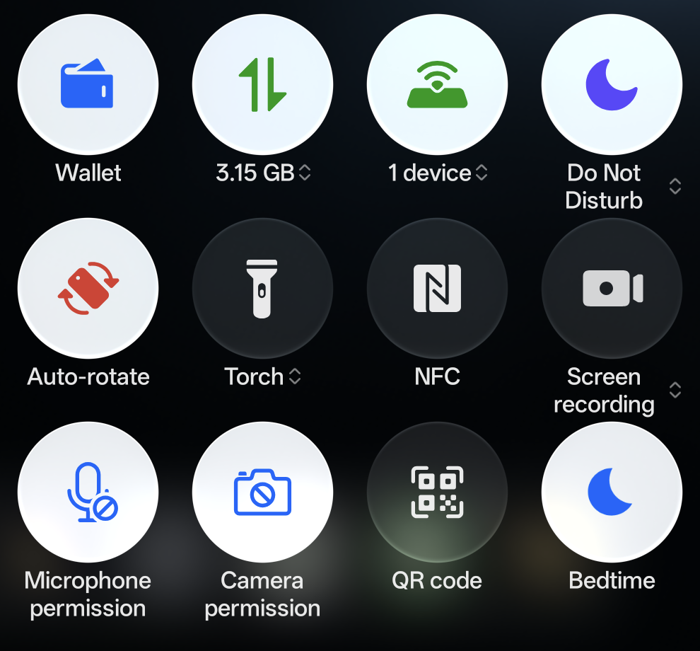 Wallet
3.15 GB
1 device
Do Not
Disturb
Auto-rotate
Torch
NFC
Screen
recording
Microphone
permission
Camera
permission
QR code
Bedtime